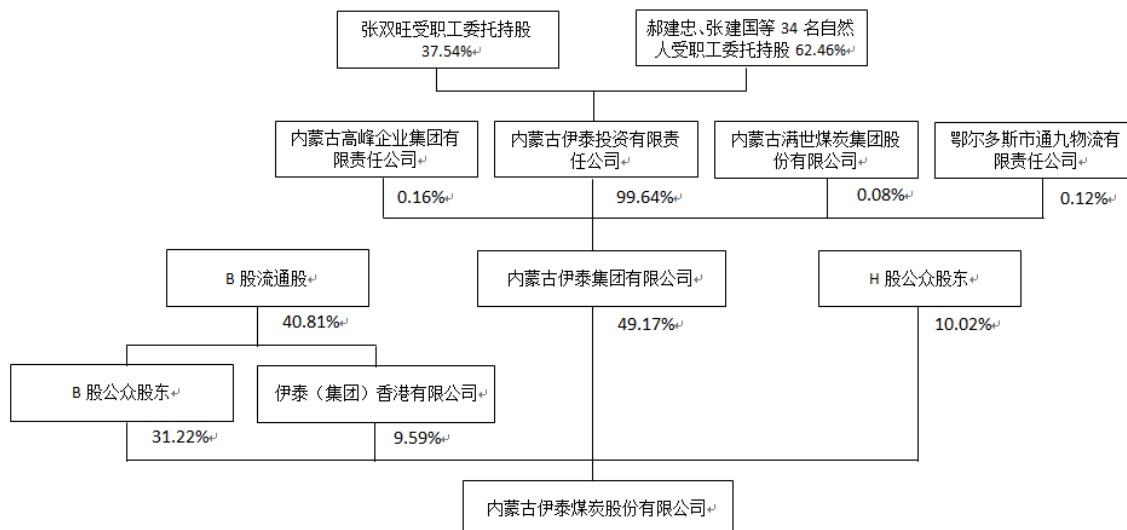 张双旺受职工委托持股
37.54%
郝建忠、张建国等 34 名自然
人受职工委托持股 62.46%
内蒙古高峰企业集团有
限责任公司
内蒙古伊泰投资有限责
任公司
内蒙古满世煤炭集团股
份有限公司
鄂尔多斯市通九物流有
限责任公司
0.16%
99.64%
0.08%
0.12%
B 股流通股
内蒙古伊泰集团有限公司
H 股公众股东
40.81%
49.17%
10.02%
B 股公众股东
伊泰（集团）香港有限公司
31.22%
9.59%
内蒙古伊泰煤炭股份有限公司